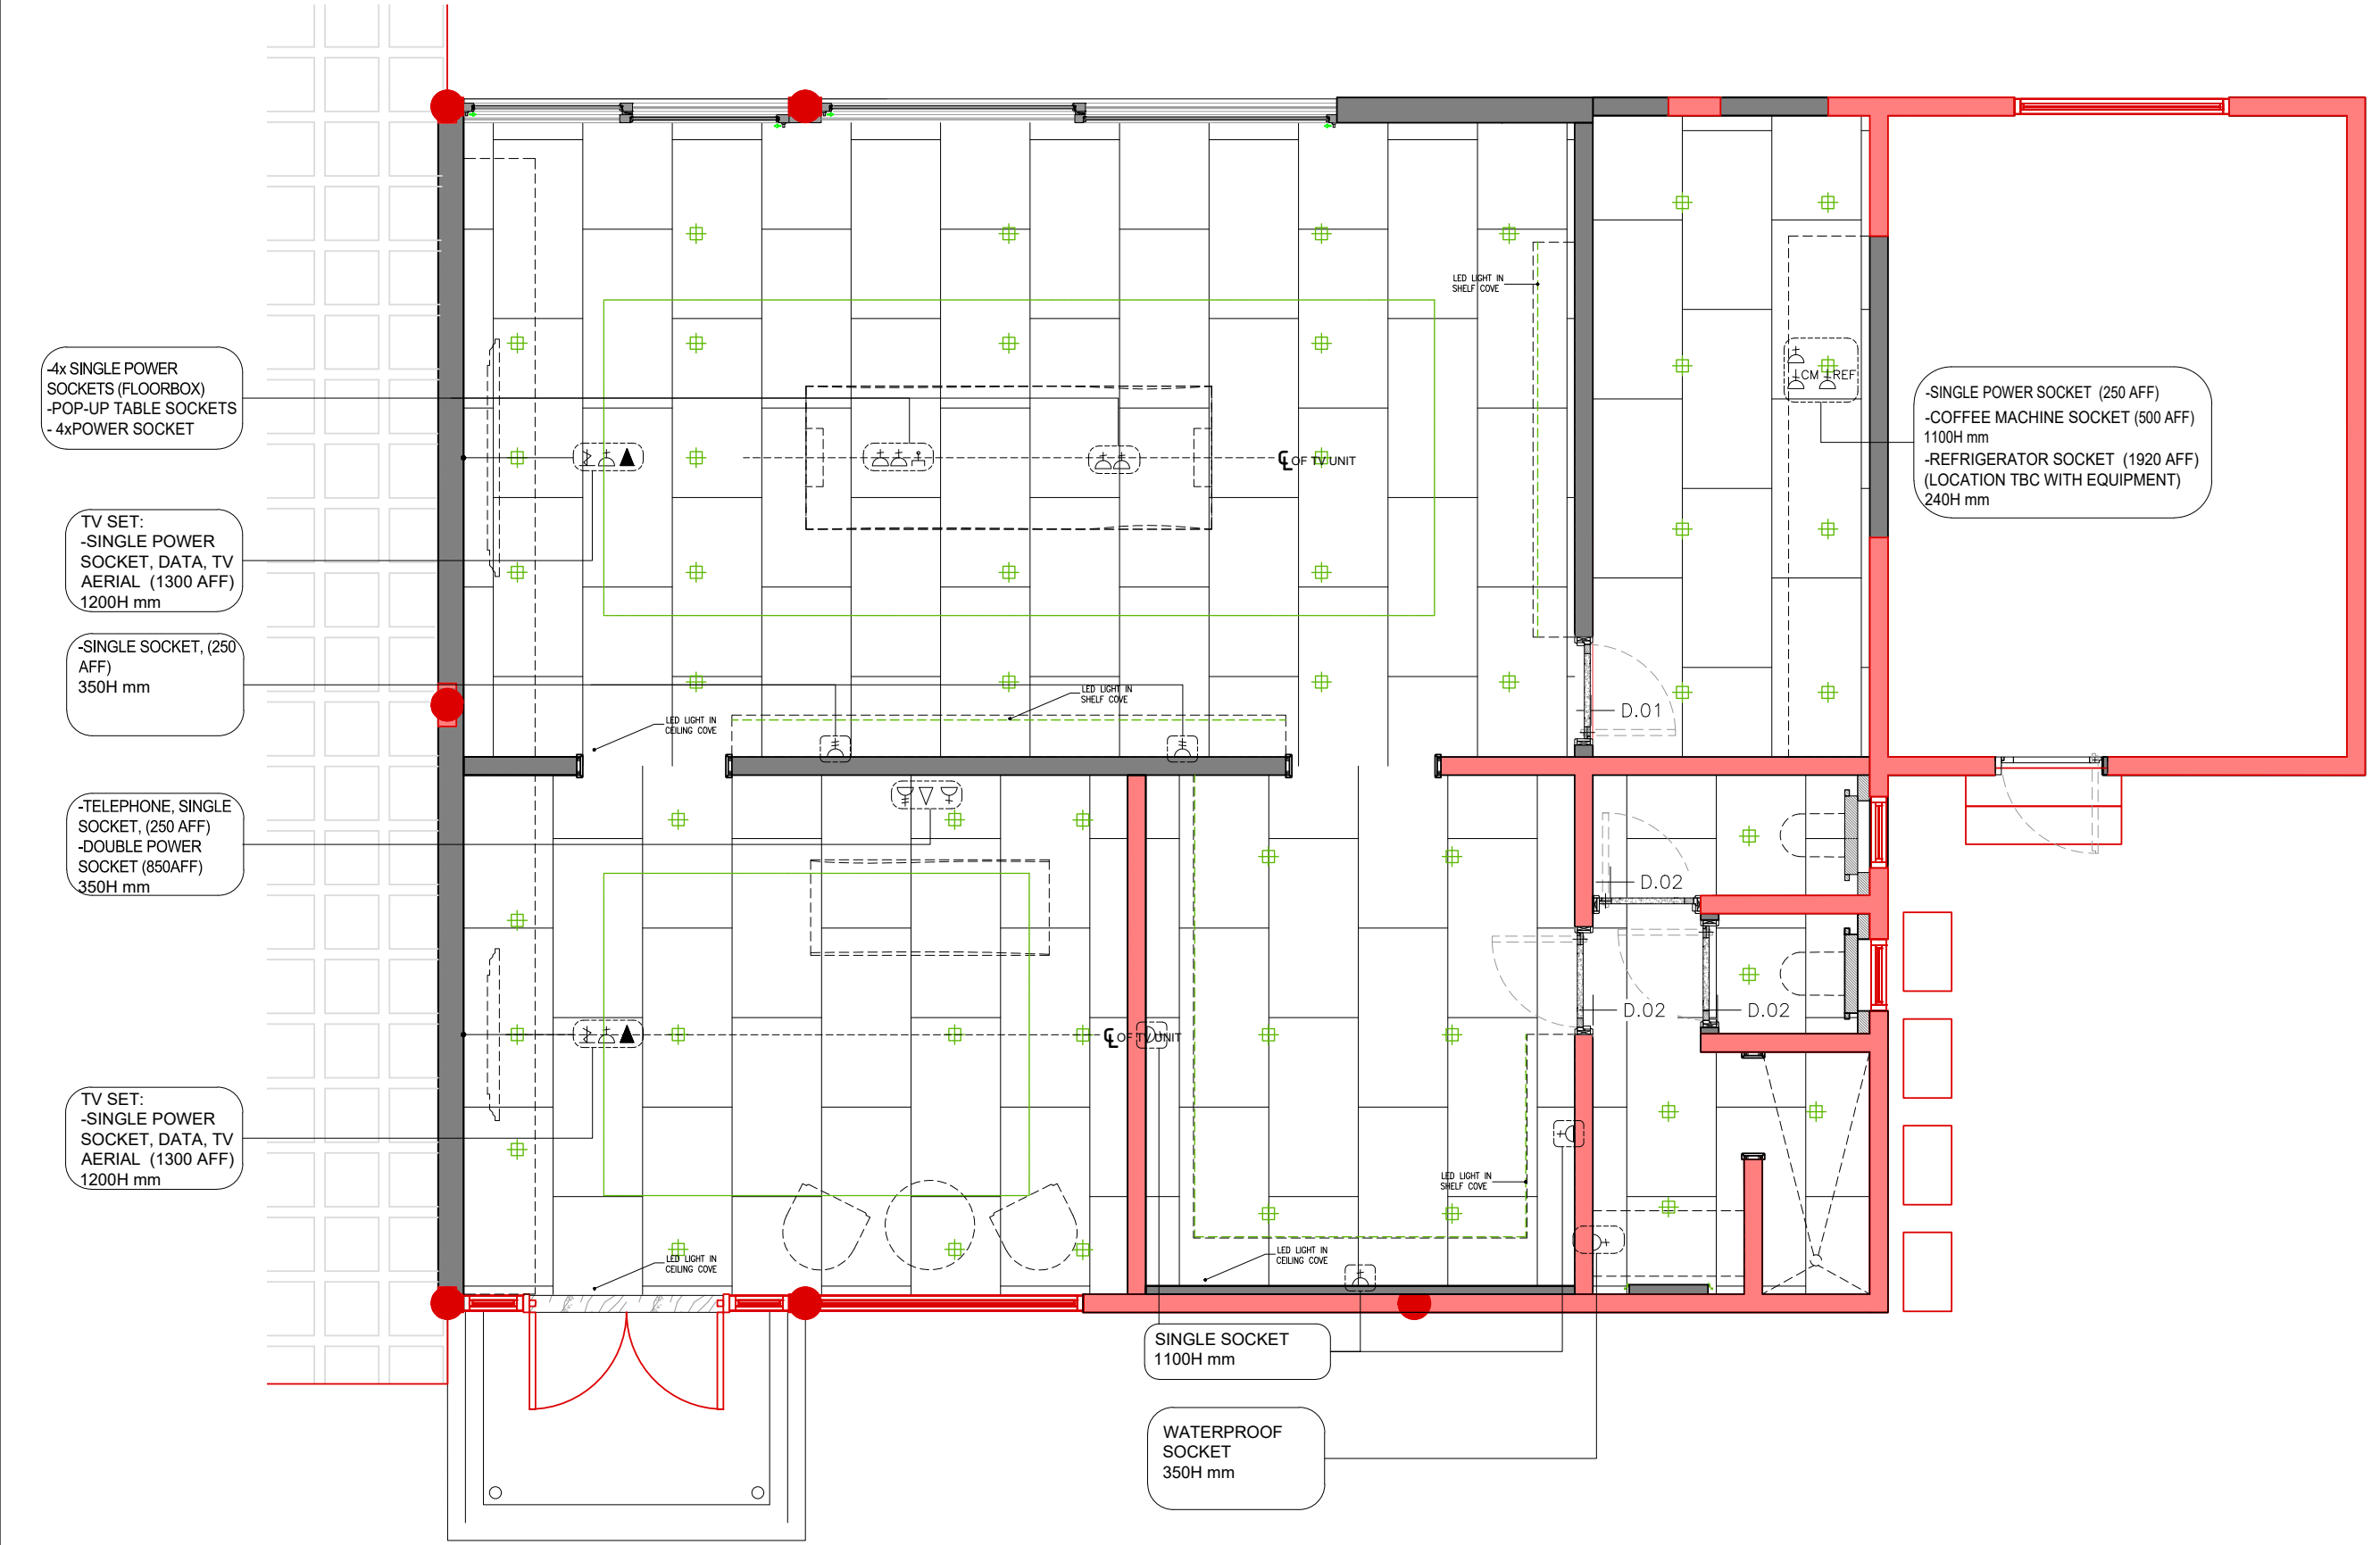 LED LIGHT IN
SHELF COVE
-4x SINGLE POWER
SOCKETS (FLOORBOX)
-POP-UP TABLE SOCKETS
- 4xPOWER SOCKET
CM
REF
-SINGLE POWER SOCKET (250 AFF)
-COFFEE MACHINE SOCKET (500 AFF)
1100H mm
-REFRIGERATOR SOCKET (1920 AFF)
(LOCATION TBC WITH EQUIPMENT)
240H mm
℄ OF TV UNIT
TV SET:
-SINGLE POWER
SOCKET, DATA, TV
AERIAL (1300 AFF)
1200H mm
-SINGLE SOCKET, (250
AFF)
350H mm
LED LIGHT IN
SHELF COVE
LED LIGHT IN
CEILING COVE
D.01
-TELEPHONE, SINGLE
SOCKET, (250 AFF)
-DOUBLE POWER
SOCKET (850AFF)
350H mm
D.02
D.02
D.02
℄ OF TV UNIT
TV SET:
-SINGLE POWER
SOCKET, DATA, TV
AERIAL (1300 AFF)
1200H mm
LED LIGHT IN
SHELF COVE
LED LIGHT IN
CEILING COVE
LED LIGHT IN
CEILING COVE
SINGLE SOCKET
1100H mm
WATERPROOF
SOCKET
350H mm